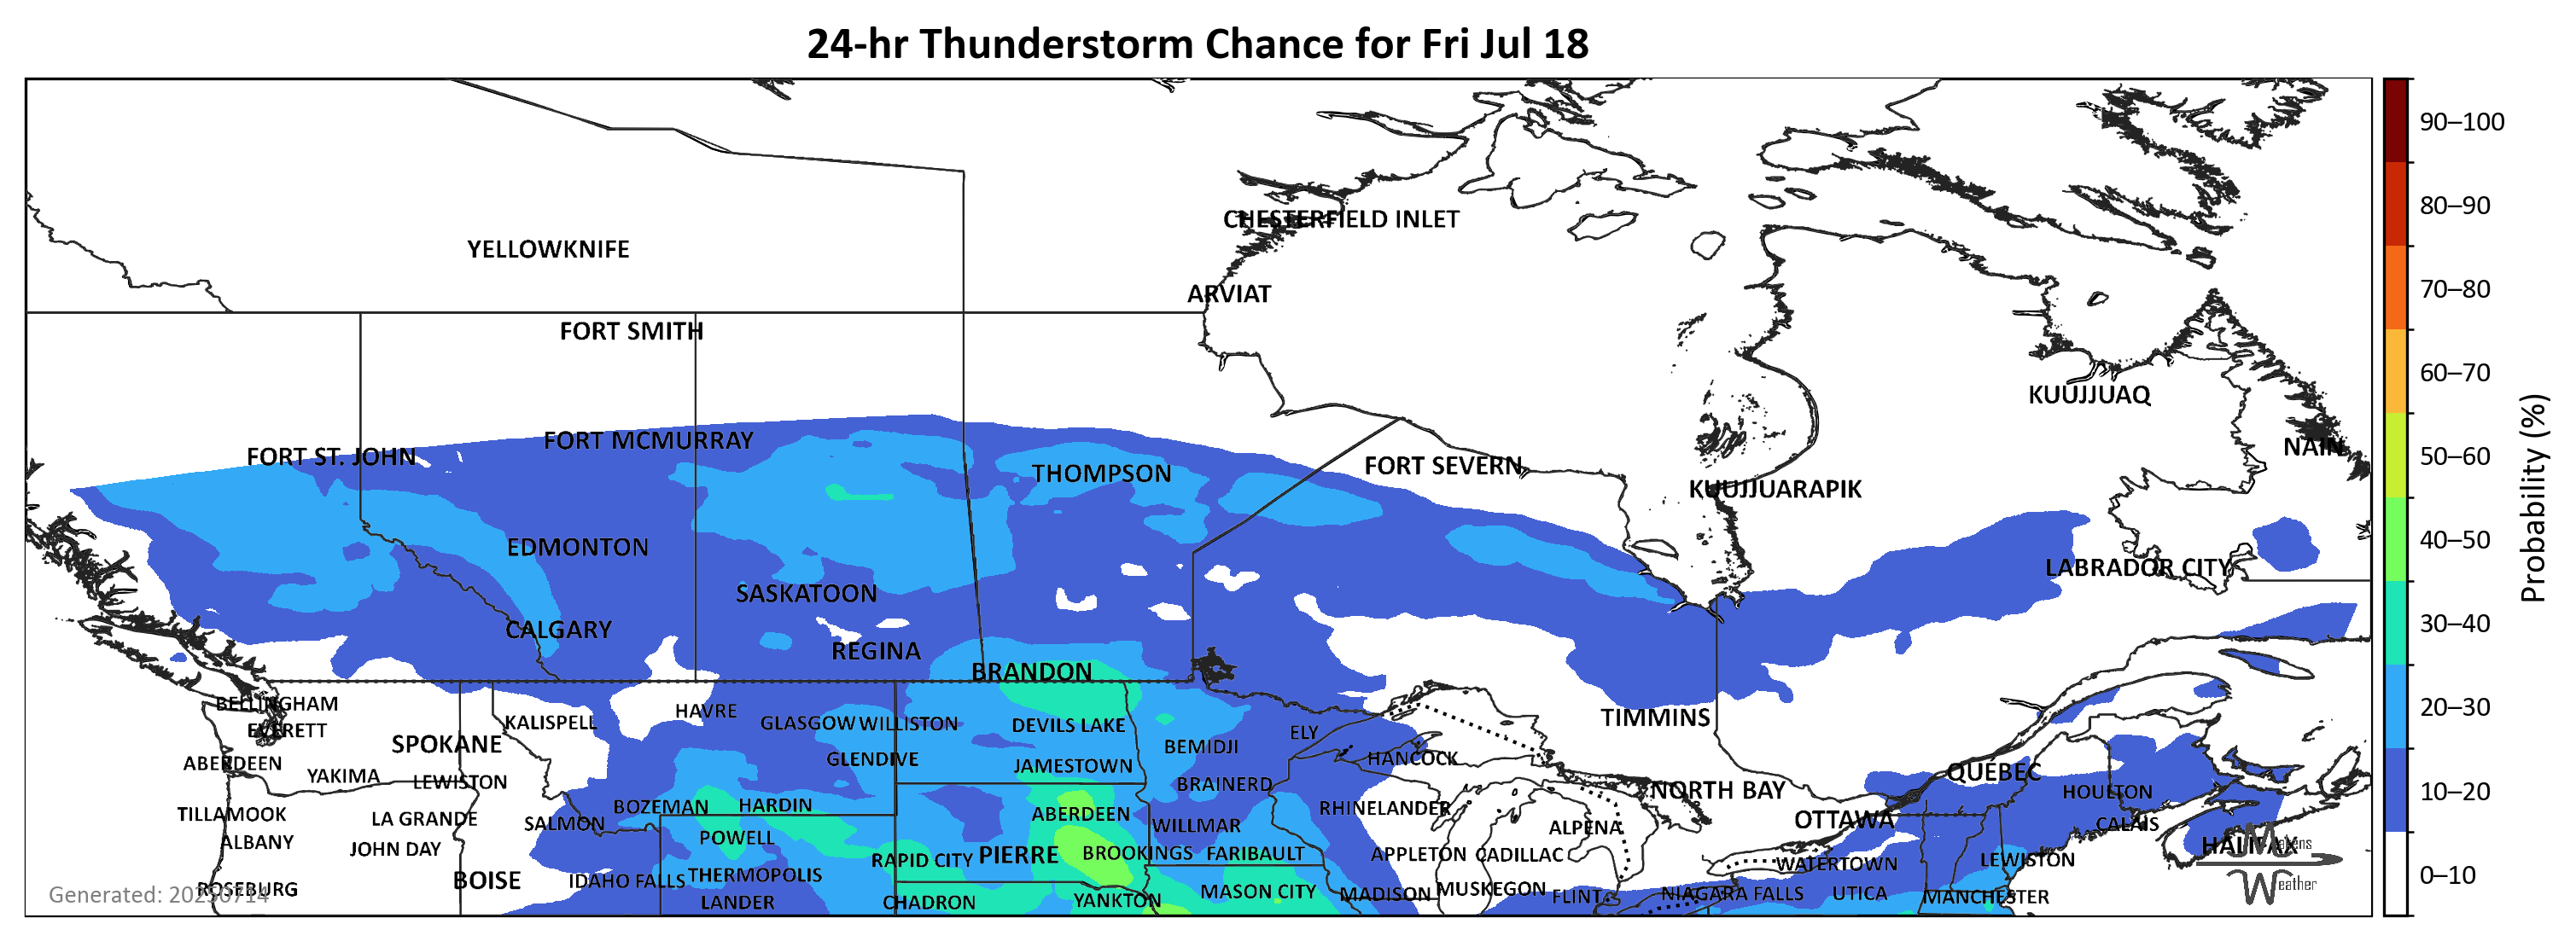 24-hr Thunderstorm Chance for Fri Jul 18
90–100
80–90
CHESTERFIELD INLET
YELLOWKNIFE
70–80
ARVIAT
FORT SMITH
60–70
KUUJJUAQ
FORT MCMURRAY
NAIN
50–60
FORT ST. JOHN
FORT SEVERN
THOMPSON
KUUJJUARAPIK
Probability (%)
40–50
EDMONTON
LABRADOR CITY
SASKATOON
30–40
CALGARY
REGINA
BRANDON
BELLINGHAM
HAVRE
20–30
TIMMINS
KALISPELL
GLASGOW
WILLISTON
DEVILS LAKE
EVERETT
ELY
SPOKANE
BEMIDJI
ABERDEEN
GLENDIVE
HANCOCK
JAMESTOWN
QUÉBEC
YAKIMA
LEWISTON
BRAINERD
NORTH BAY
HOULTON
10–20
BOZEMAN
HARDIN
RHINELANDER
TILLAMOOK
LA GRANDE
SALMON
ABERDEEN
WILLMAR
ALPENA
OTTAWA
CALAIS
ALBANY
JOHN DAY
POWELL
RAPID CITY
PIERRE
BROOKINGS
FARIBAULT
APPLETON
CADILLAC
WATERTOWN
LEWISTON
HALIFAX
Makens
Weather
BOISE
IDAHO FALLS
THERMOPOLIS
0–10
ROSEBURG
Generated: 20250714
LANDER
CHADRON
YANKTON
MASON CITY
MADISON
MUSKEGON
FLINT
NIAGARA FALLS
UTICA
MANCHESTER